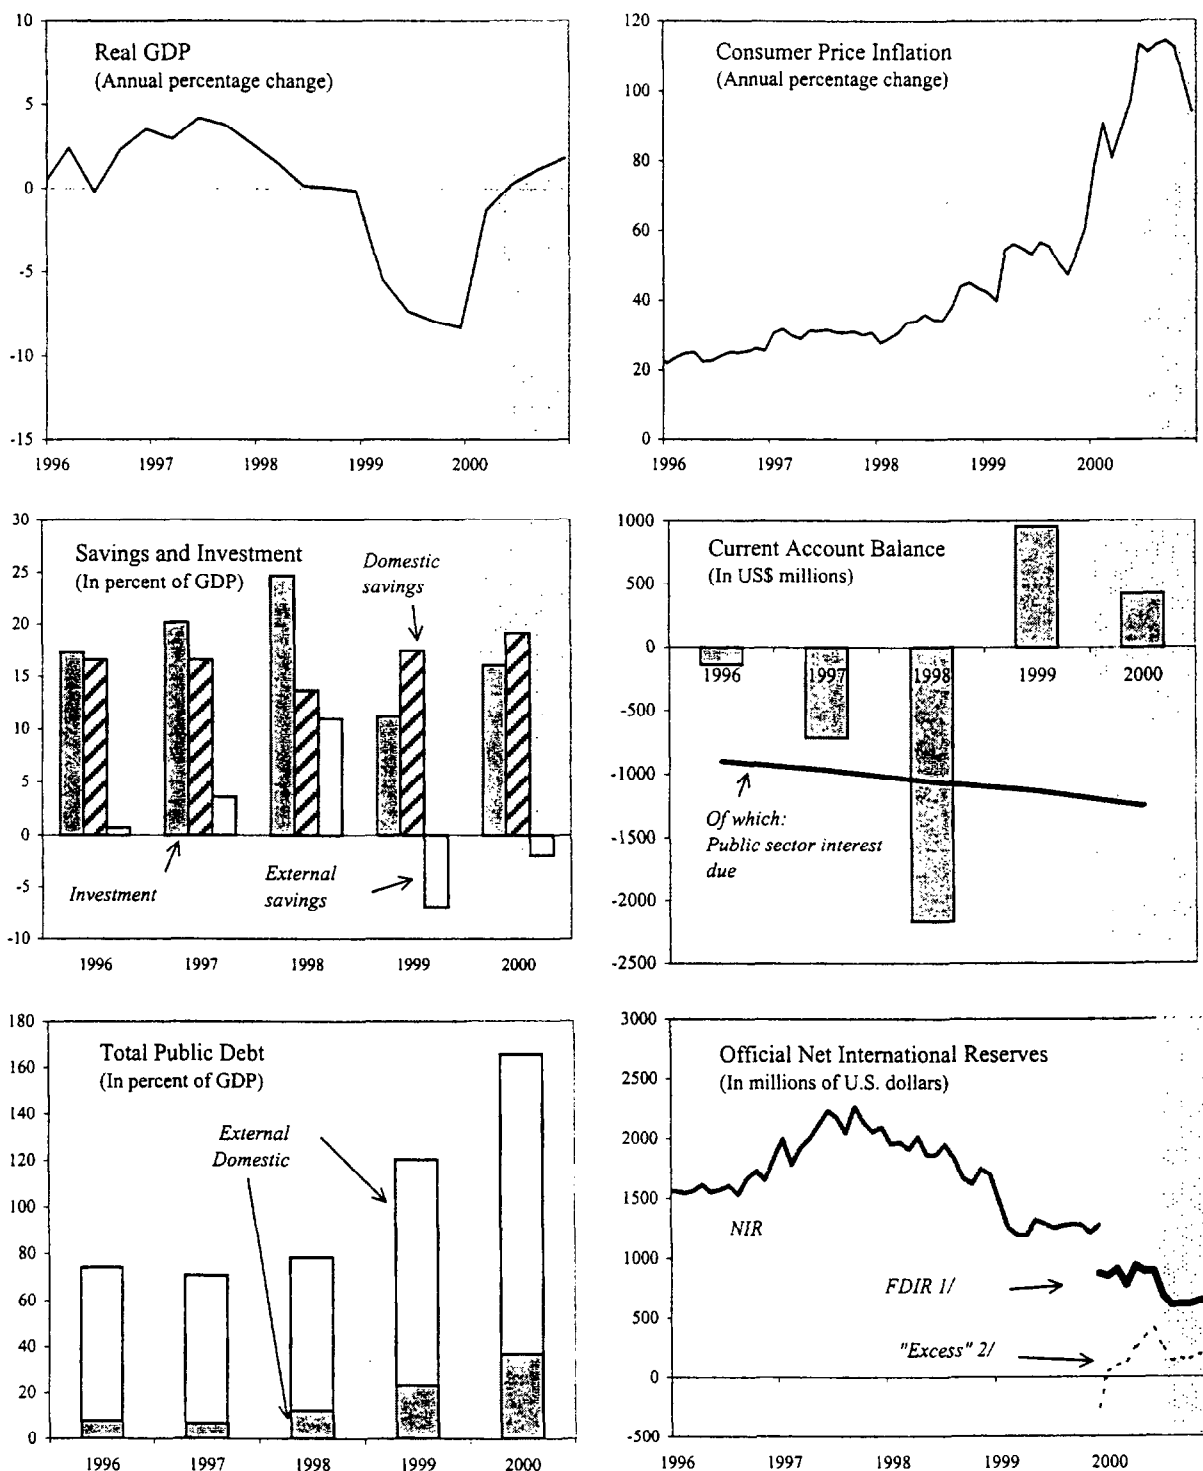 10
5
0
-5
-10
-15
Real GDP
(Annual percentage change)
1996 1997 1998 1999 2000
120
100
80
60
40
20
0
Consumer Price Inflation
(Annual percentage change)
1996 1997 1998 1999 2000
30
25
20
15
10
5
0
-5
-10
Savings and Investment
(In percent of GDP)
Domestic
savings
Investment
External
savings
1996 1997 1998 1999 2000
1000
500
0
-500
-1000
-1500
-2000
-2500
Current Account Balance
(In US$ millions)
1996 1997 1998 1999 2000
Of which:
Public sector interest
due
180
160
140
120
100
80
60
40
20
0
Total Public Debt
(In percent of GDP)
External
Domestic
1996 1997 1998 1999 2000
3000
2500
2000
1500
1000
500
0
-500
Official Net International Reserves
(In millions of U.S. dollars)
NIR
FDIR 1/
"Excess" 2/
1996 1997 1998 1999 2000